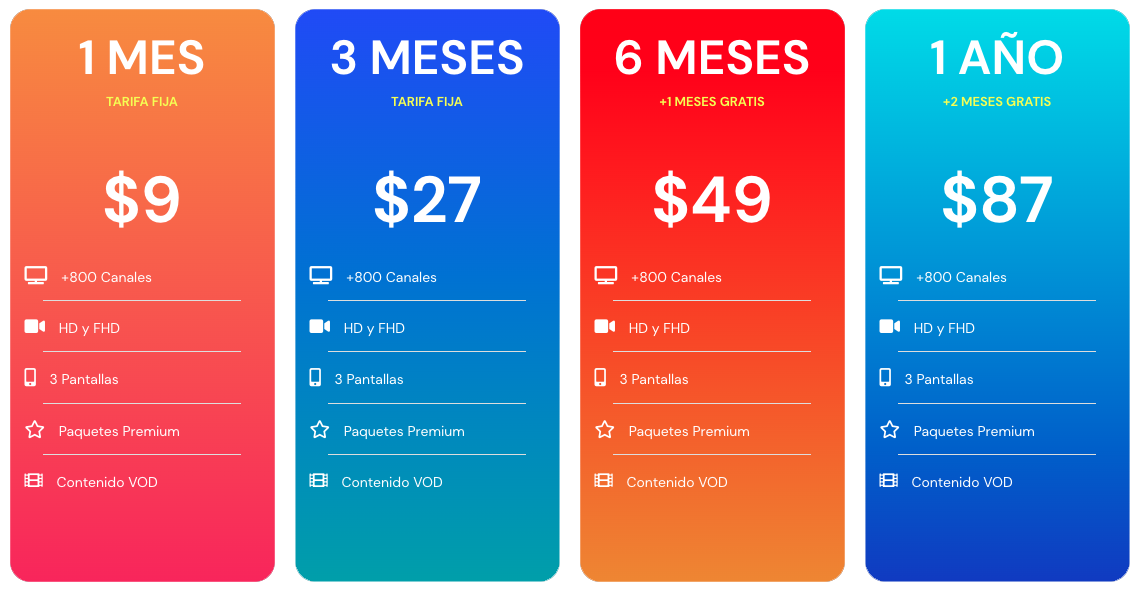 1 MES
TARIFA FIJA
$9
+800 Canales
HD y FHD
3 Pantallas
Paquetes Premium
Contenido VOD
3 MESES
TARIFA FIJA
$27
+800 Canales
HD y FHD
3 Pantallas
Paquetes Premium
Contenido VOD
6 MESES
+1 MESES GRATIS
$49
+800 Canales
HD y FHD
3 Pantallas
Paquetes Premium
Contenido VOD
1 AÑO
+2 MESES GRATIS
$87
+800 Canales
HD y FHD
3 Pantallas
Paquetes Premium
Contenido VOD